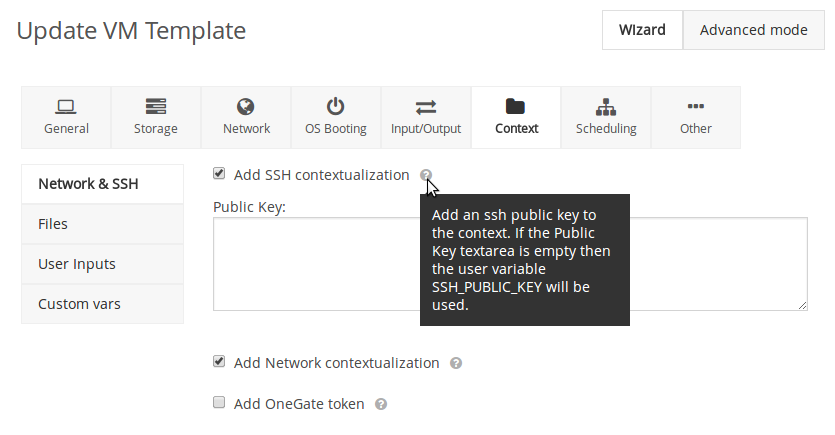 Update VM Template
WIzard
Advanced mode
General
Storage
Network
OS Booting
Input/Output
Context
Scheduling
Other
Network & SSH
Files
User Inputs
Custom vars
Add SSH contextualization ?
Public Key:
Add an ssh public key to
the context. If the Public
Key textarea is empty then
the user variable
SSH_PUBLIC_KEY will be
used.
Add Network contextualization ?
Add OneGate token ?